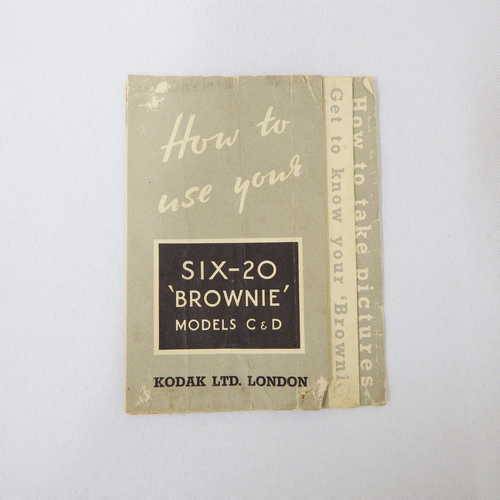 How to
use your
SIX-20
'BROWNIE'
MODELS C & D
KODAK LTD. LONDON
Get to know your 'Browni
How to take pictures